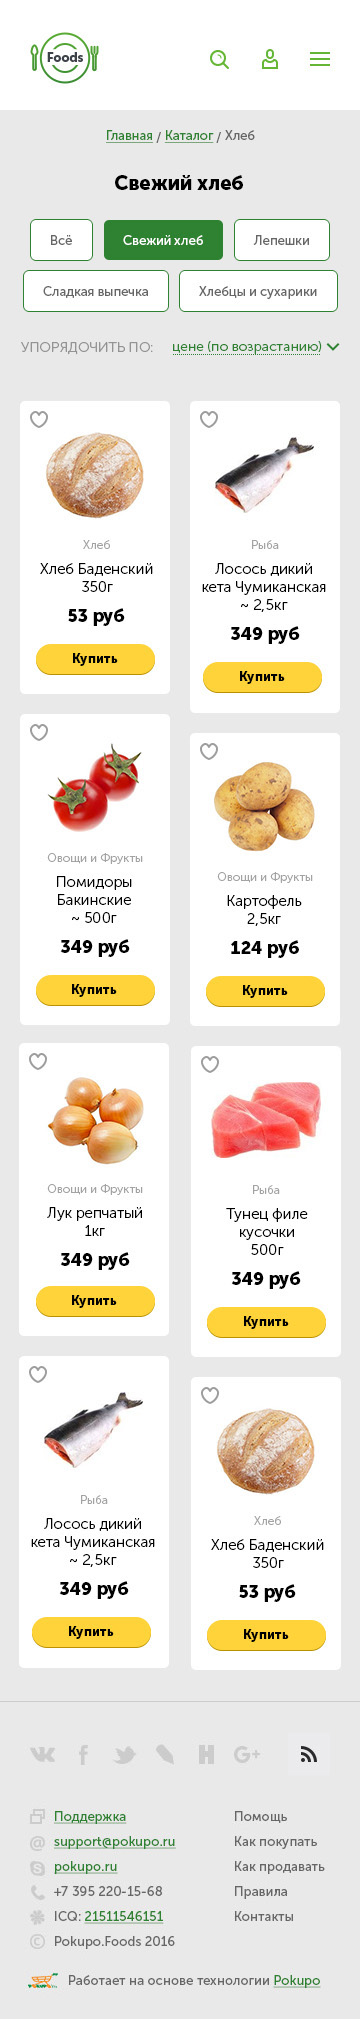 Foods
Главная / Каталог / Хлеб
Свежий хлеб
Всё
Свежий хлеб
Лепешки
Сладкая выпечка
Хлебцы и сухарики
УПОРЯДОЧИТЬ ПО: цене (по возрастанию)
Хлеб
Хлеб Баденский
350г
53 руб
Купить
Рыба
Лосось дикий
кета Чумиканская
~ 2,5кг
349 руб
Купить
Овощи и Фрукты
Помидоры
Бакинские
~ 500г
349 руб
Купить
Овощи и Фрукты
Картофель
2,5кг
124 руб
Купить
Овощи и Фрукты
Лук репчатый
1кг
349 руб
Купить
Рыба
Тунец филе
кусочки
500г
349 руб
Купить
Рыба
Лосось дикий
кета Чумиканская
~ 2,5кг
349 руб
Купить
Хлеб
Хлеб Баденский
350г
53 руб
Купить
Поддержка
support@pokupo.ru
pokupo.ru
+7 395 220-15-68
ICQ: 21511546151
© Pokupo.Foods 2016
Помощь
Как покупать
Как продавать
Правила
Контакты
Работает на основе технологии Pokupo